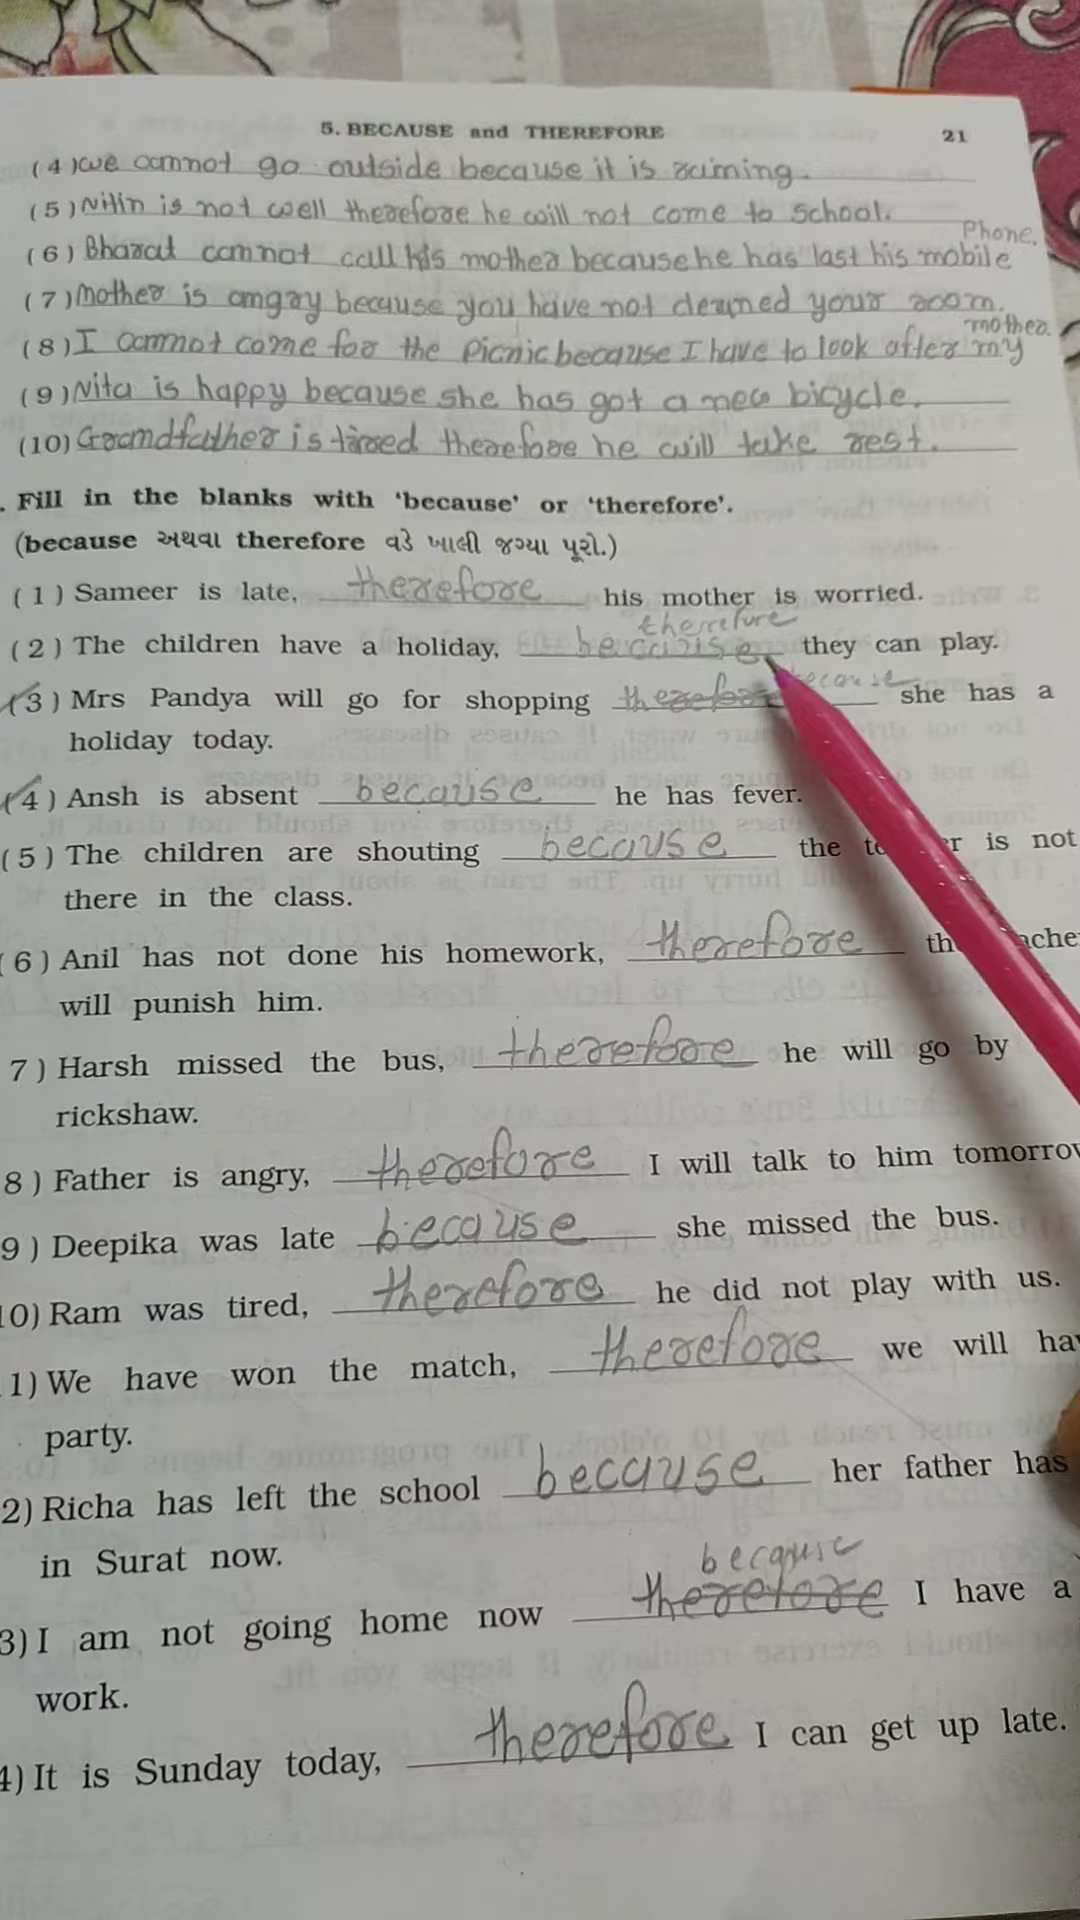 5. BECAUSE and THEREFORE 21
(4) we cannot go outside because it is raining.
(5) Nitin is not well therefore he will not come to school.
Phone.
(6) Bharat cannot call his mother because he has last his mobile
(7) Mother is angry because you have not cleaned your room.
mother.
(8) I cannot come for the picnic because I have to look after my
(9) Nita is happy because she has got a new bicycle.
(10) Grandfather is tired therefore he will take rest.
. Fill in the blanks with 'because' or 'therefore'.
(because અથવા therefore વડે ખાલી જગ્યા પૂરો.)
(1) Sameer is late, therefore his mother is worried.
therefore
(2) The children have a holiday, because they can play.
because
(3) Mrs Pandya will go for shopping therefore she has a
holiday today.
(4) Ansh is absent because he has fever.
(5) The children are shouting because the is not
there in the class.
6) Anil has not done his homework, therefore
will punish him.
7) Harsh missed the bus, therefore he will go by
rickshaw.
8) Father is angry, therefore I will talk to him tomorrow
9) Deepika was late because she missed the bus.
10) Ram was tired, therefore he did not play with us.
1) We have won the match, therefore we will
party.
2) Richa has left the school because her father has
in Surat now.
because
3) I am not going home now therefore I have a
work.
4) It is Sunday today, therefore I can get up late.